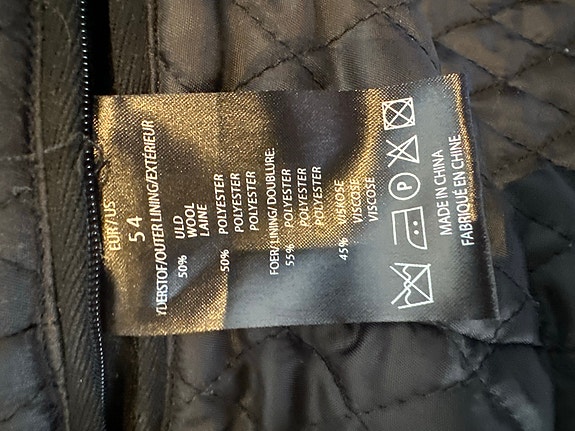 EUR/US
54
YDERSTOF/OUTER LINING/EXTÉRIEUR
50% ULD
WOOL
LAINE
50% POLYESTER
POLYESTER
POLYESTER
FOER/LINING/DOUBLURE:
55% POLYESTER
POLYESTER
POLYESTER
45% VISKOSE
VISCOSE
VISCOSE
P
MADE IN CHINA
FABRIQUÉ EN CHINE